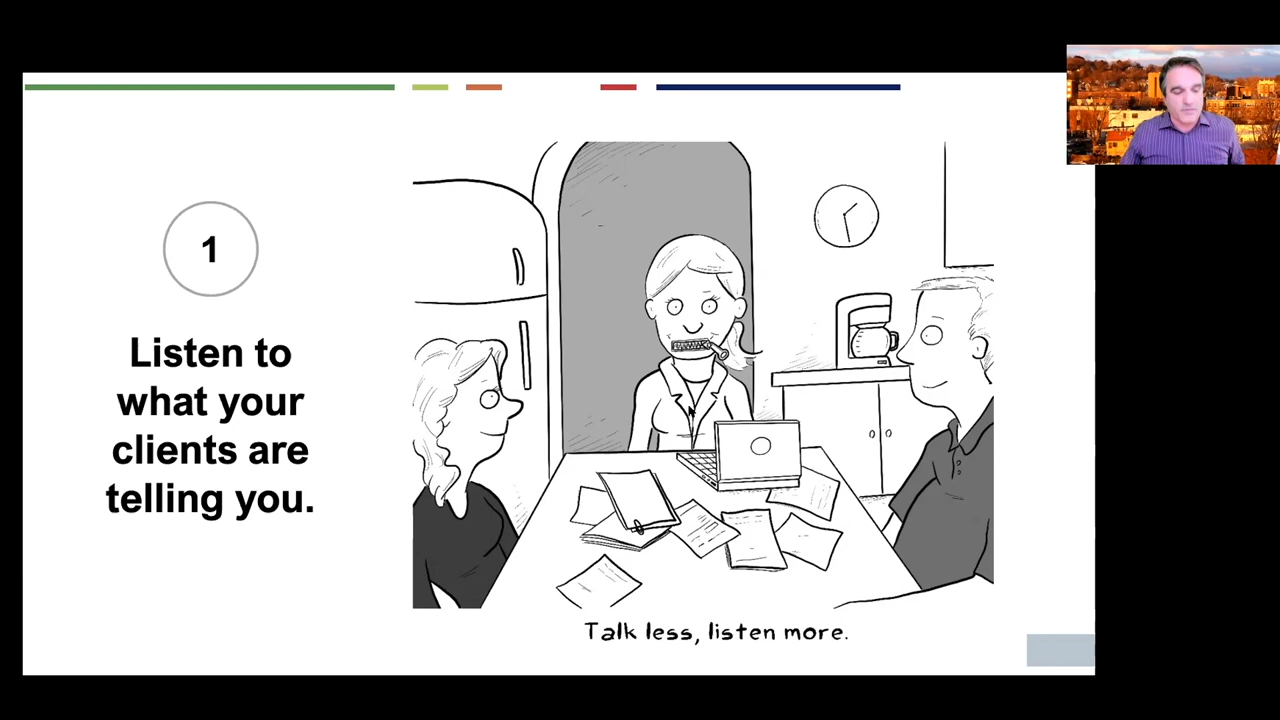 1
Listen to
what your
clients are
telling you.
Talk less, listen more.